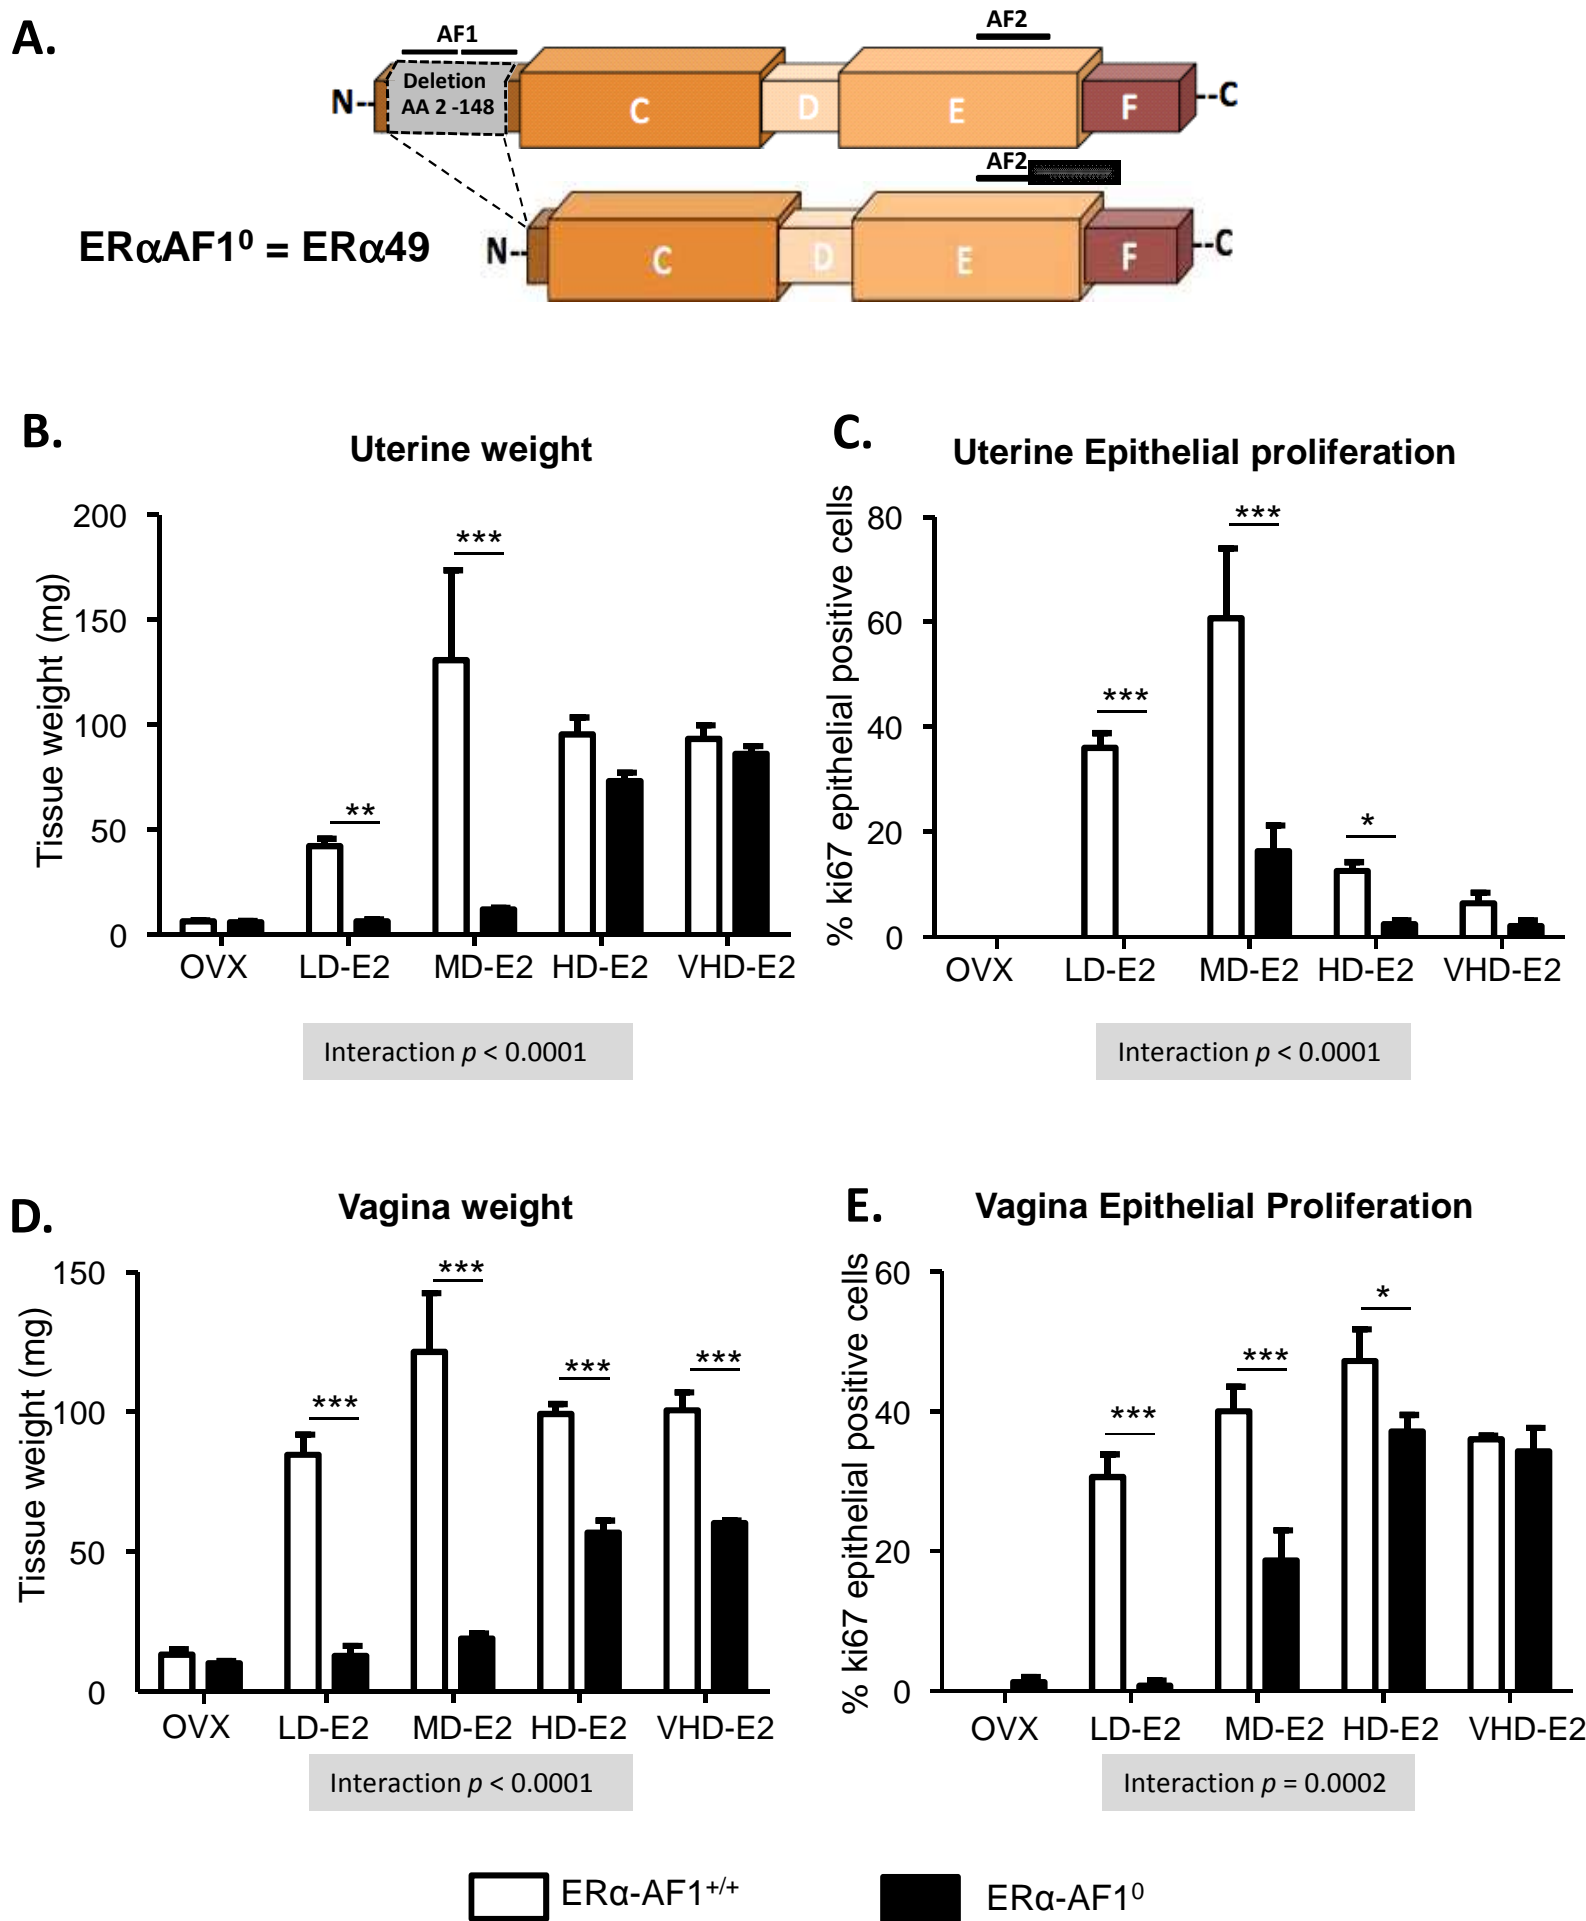 A.
AF1
AF2
Deletion
AA 2 -148
N--
C
D
E
F
--C
AF2
ERαAF1⁰ = ERα49
N--
C
D
E
F
--C
B.
Uterine weight
Tissue weight (mg)
200
150
100
50
0
***
**
OVX
LD-E2
MD-E2
HD-E2
VHD-E2
Interaction p < 0.0001
C.
Uterine Epithelial proliferation
% ki67 epithelial positive cells
80
60
40
20
0
***
***
*
OVX
LD-E2
MD-E2
HD-E2
VHD-E2
Interaction p < 0.0001
D.
Vagina weight
Tissue weight (mg)
150
100
50
0
***
***
***
***
OVX
LD-E2
MD-E2
HD-E2
VHD-E2
Interaction p < 0.0001
E.
Vagina Epithelial Proliferation
% ki67 epithelial positive cells
60
40
20
0
*
***
***
OVX
LD-E2
MD-E2
HD-E2
VHD-E2
Interaction p = 0.0002
ERα-AF1⁺/⁺
ERα-AF1⁰